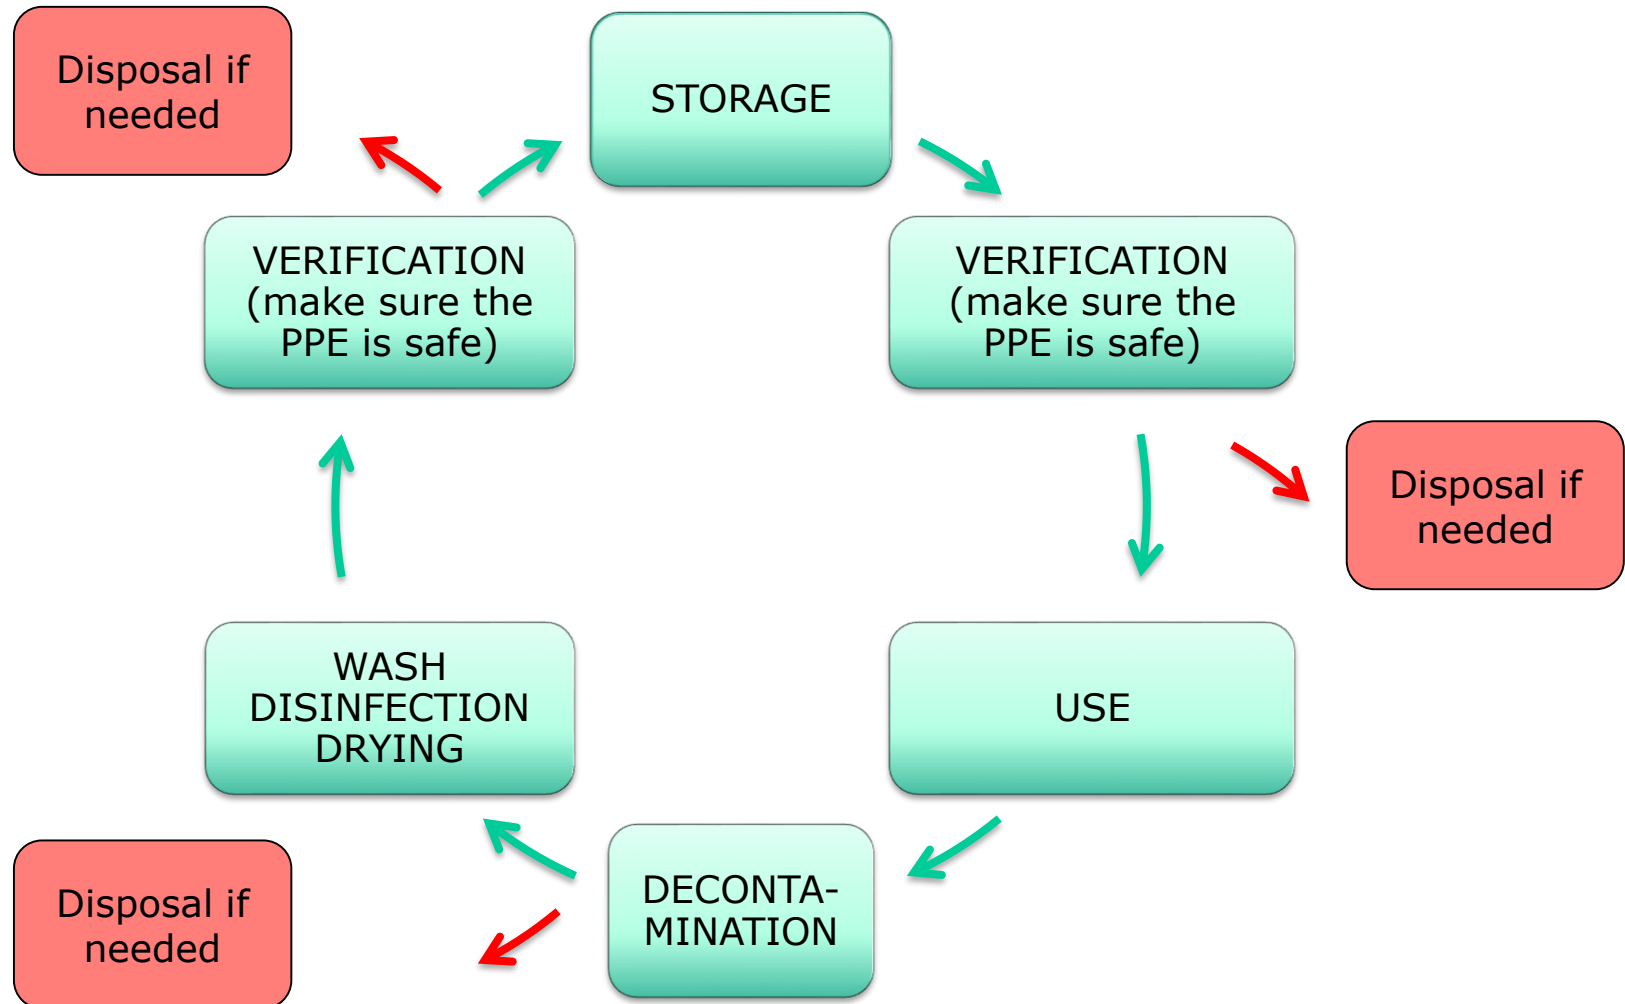 Disposal if
needed
STORAGE
VERIFICATION
(make sure the
PPE is safe)
VERIFICATION
(make sure the
PPE is safe)
Disposal if
needed
WASH
DISINFECTION
DRYING
USE
Disposal if
needed
DECONTA-
MINATION